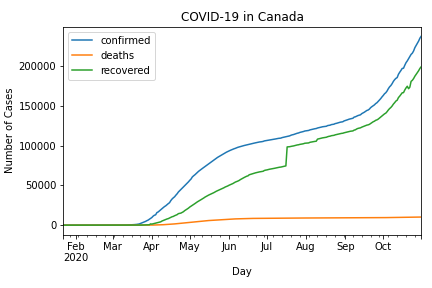 COVID-19 in Canada
confirmed
deaths
recovered
Number of Cases
200000
150000
100000
50000
0
Feb Mar Apr May Jun Jul Aug Sep Oct
2020
Day